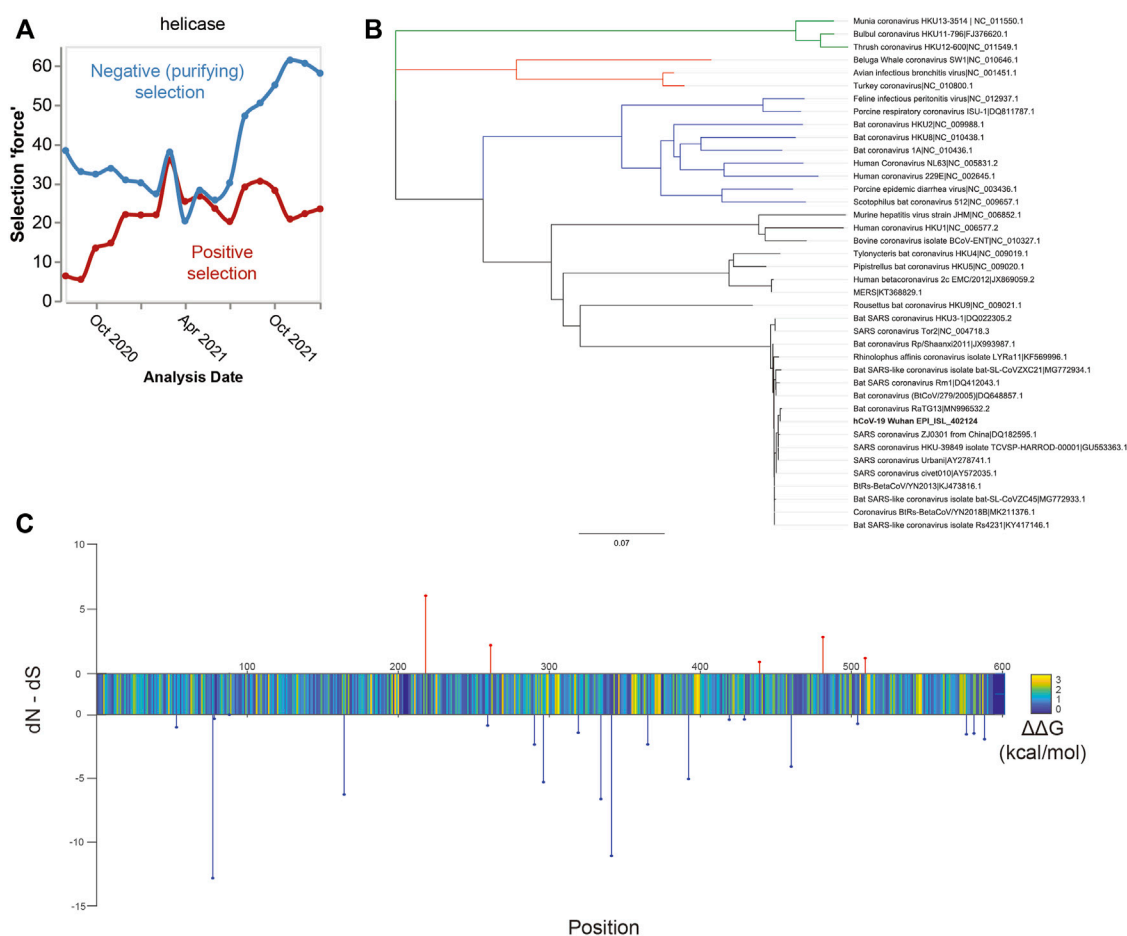 A
helicase
Negative (purifying)
selection
Positive
selection
Selection 'force'
60
50
40
30
20
10
0
Oct 2020
Apr 2021
Oct 2021
Analysis Date
B
Munia coronavirus HKU13-3514 | NC_011550.1
Bulbul coronavirus HKU11-796|FJ376620.1
Thrush coronavirus HKU12-600|NC_011549.1
Beluga Whale coronavirus SW1|NC_010646.1
Avian infectious bronchitis virus|NC_001451.1
Turkey coronavirus|NC_010800.1
Feline infectious peritonitis virus|NC_012937.1
Porcine respiratory coronavirus ISU-1|DQ811787.1
Bat coronavirus HKU2|NC_009988.1
Bat coronavirus HKU8|NC_010438.1
Bat coronavirus 1A|NC_010436.1
Human Coronavirus NL63|NC_005831.2
Human coronavirus 229E|NC_002645.1
Porcine epidemic diarrhea virus|NC_003436.1
Scotophilus bat coronavirus 512|NC_009657.1
Murine hepatitis virus strain JHM|NC_006852.1
Human coronavirus HKU1|NC_006577.2
Bovine coronavirus isolate BCoV-ENT|NC_010327.1
Tylonycteris bat coronavirus HKU4|NC_009019.1
Pipistrellus bat coronavirus HKU5|NC_009020.1
Human betacoronavirus 2c EMC/2012|JX869059.2
MERS|KT368829.1
Rousettus bat coronavirus HKU9|NC_009021.1
Bat SARS coronavirus HKU3-1|DQ022305.2
SARS coronavirus Tor2|NC_004718.3
Bat coronavirus Rp/Shaanxi2011|JX993987.1
Rhinolophus affinis coronavirus isolate LYRa11|KF569996.1
Bat SARS-like coronavirus isolate bat-SL-CoVZXC21|MG772934.1
Bat SARS coronavirus Rm1|DQ412043.1
Bat coronavirus (BtCoV/279/2005)|DQ648857.1
Bat coronavirus RaTG13|MN996532.2
hCoV-19 Wuhan EPI_ISL_402124
SARS coronavirus ZJ0301 from China|DQ182595.1
SARS coronavirus HKU-39849 isolate TCVSP-HARROD-00001|GU553363.1
SARS coronavirus Urbani|AY278741.1
SARS coronavirus civet010|AY572035.1
BtRs-BetaCoV/YN2013|KJ473816.1
Bat SARS-like coronavirus isolate bat-SL-CoVZC45|MG772933.1
Coronavirus BtRs-BetaCoV/YN2018B|MK211376.1
Bat SARS-like coronavirus isolate Rs4231|KY417146.1
0.07
C
dN - dS
10
5
0
0
-5
-10
-15
100
200
300
400
500
600
3
2
1
0
ΔΔG
(kcal/mol)
Position